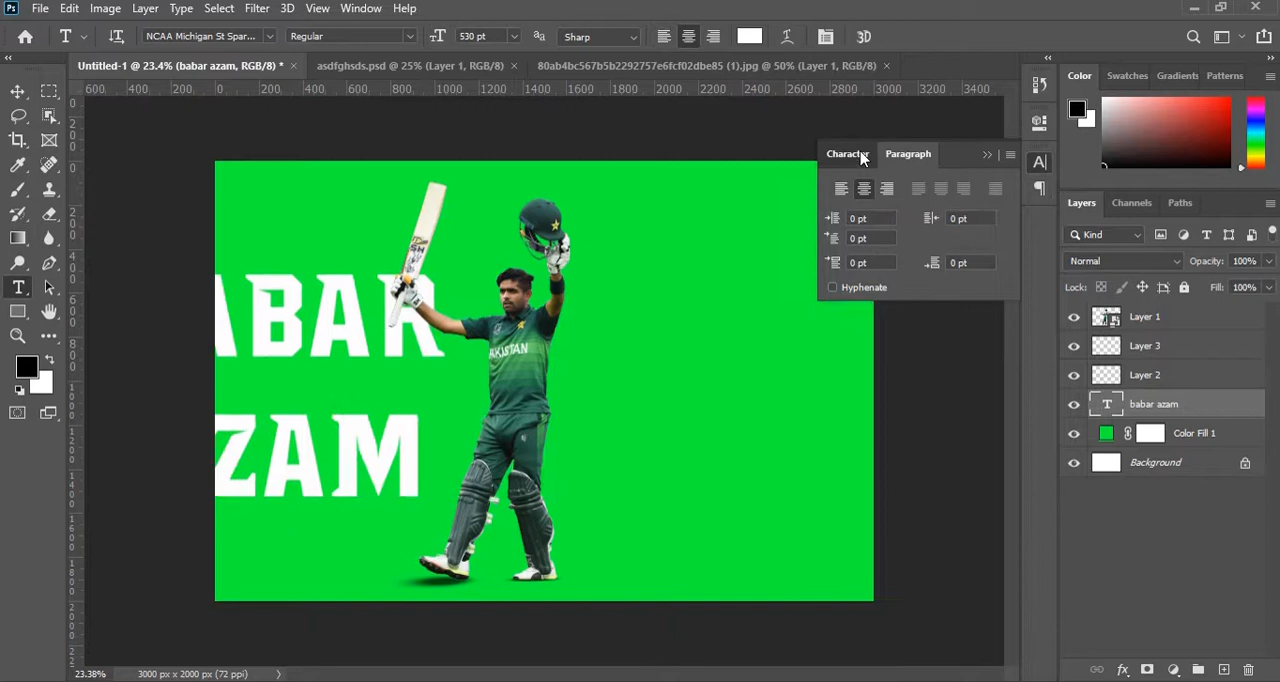 Ps File Edit Image Layer Type Select Filter 3D View Window Help
T NCAA Michigan St Spar... Regular 530 pt aa Sharp 3D
Untitled-1 @ 23.4% (babar azam, RGB/8) * × asdfghsds.psd @ 25% (Layer 1, RGB/8) × 80ab4bc567b5b2292757e6fcf02dbe85 (1).jpg @ 50% (Layer 1, RGB/8) ×
600 400 200 0 200 400 600 800 1000 1200 1400 1600 1800 2000 2200 2400 2600 2800 3000 3200 3400
Color Swatches Gradients Patterns
Character Paragraph
0 pt 0 pt
0 pt
0 pt 0 pt
Hyphenate
ABAR
PAKISTAN
ZAM
Layers Channels Paths
Kind
Normal Opacity: 100%
Lock: Fill: 100%
Layer 1
Layer 3
Layer 2
T babar azam
Color Fill 1
Background
fx
23.38% 3000 px x 2000 px (72 ppi)